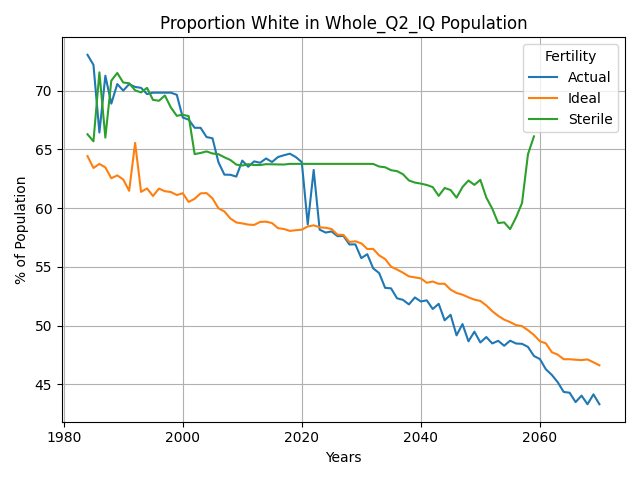 Proportion White in Whole_Q2_IQ Population
Fertility
Actual
Ideal
Sterile
% of Population
70
65
60
55
50
45
1980
2000
2020
2040
2060
Years